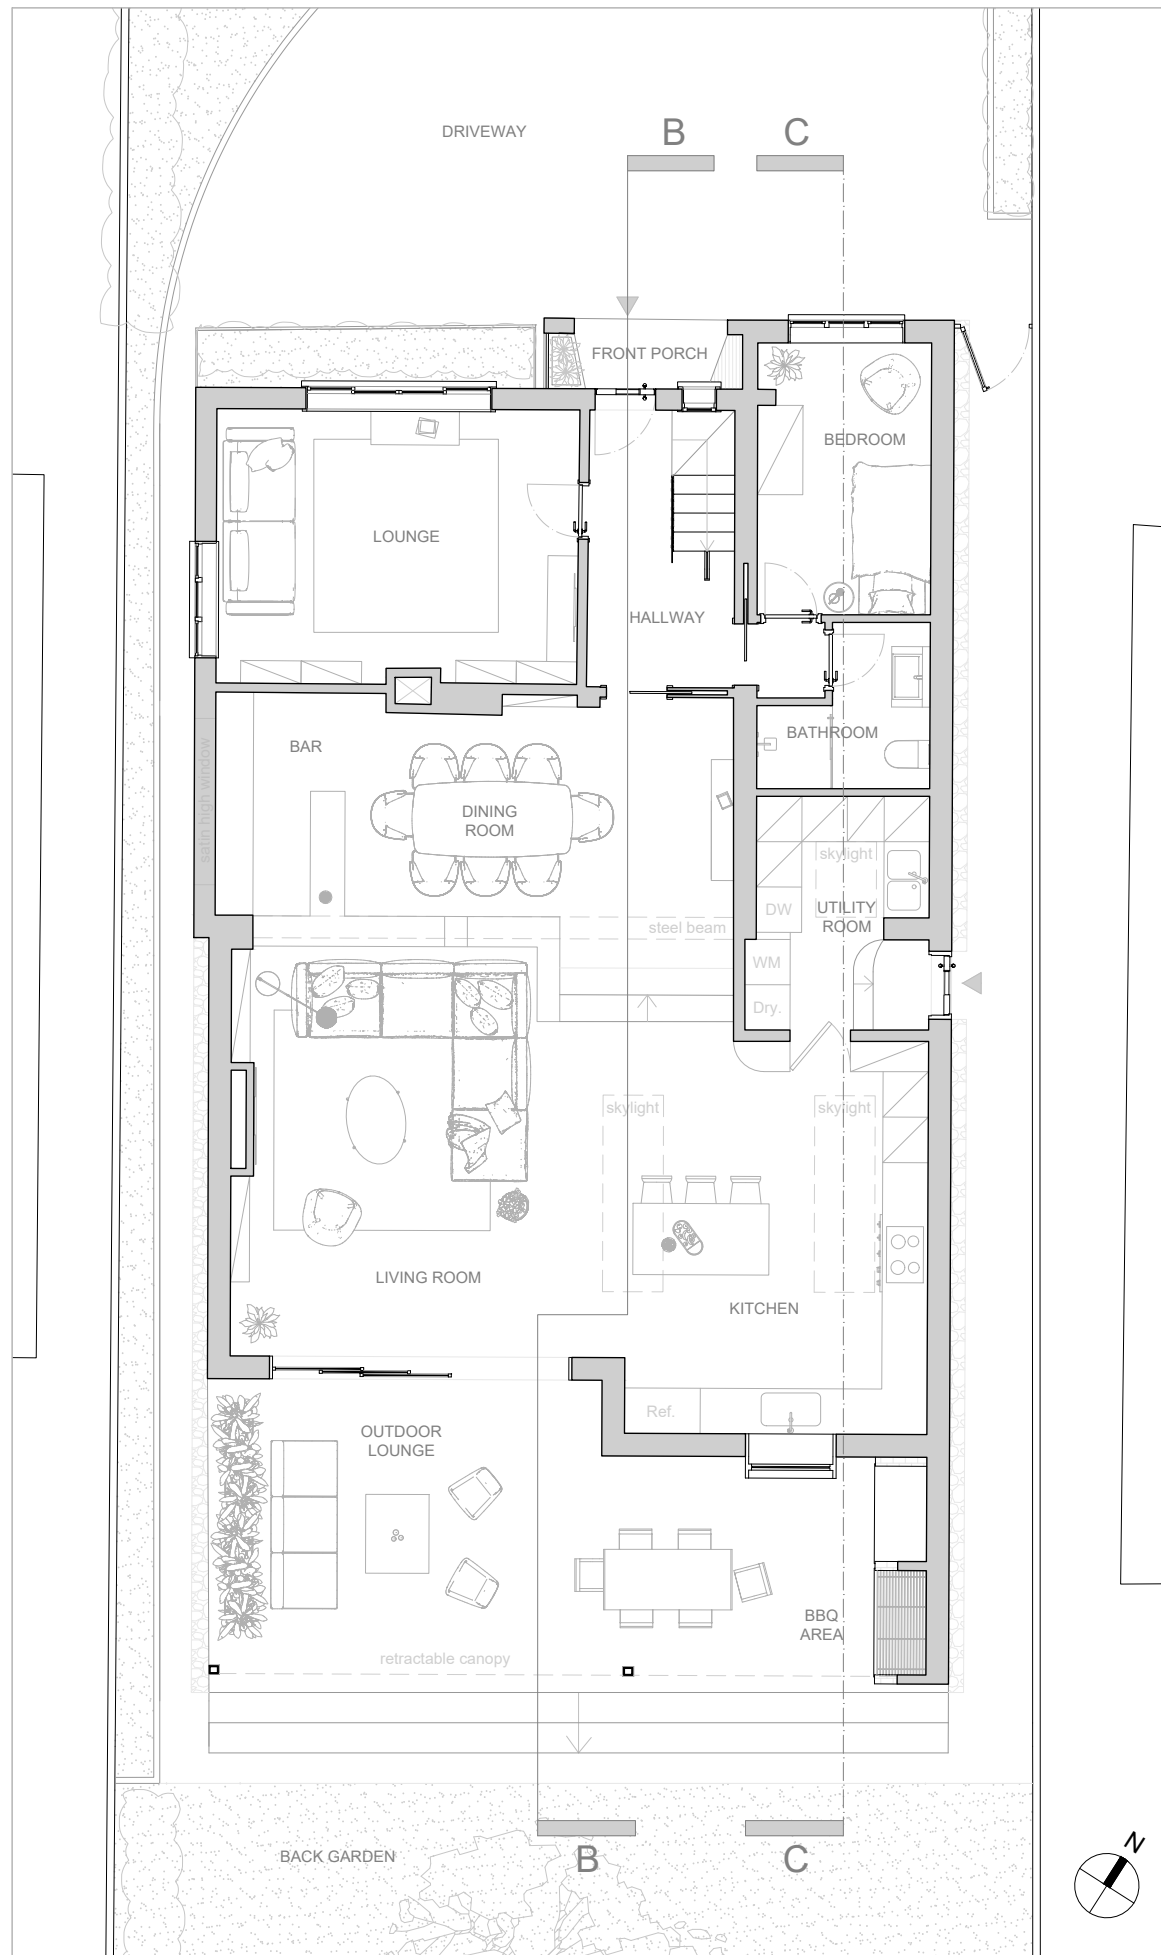 DRIVEWAY
B
C
FRONT PORCH
BEDROOM
LOUNGE
HALLWAY
BATHROOM
BAR
satin high window
DINING
ROOM
skylight
DW
UTILITY
ROOM
steel beam
WM
Dry.
skylight
skylight
LIVING ROOM
KITCHEN
Ref.
OUTDOOR
LOUNGE
BBQ
AREA
retractable canopy
BACK GARDEN
B
C
N